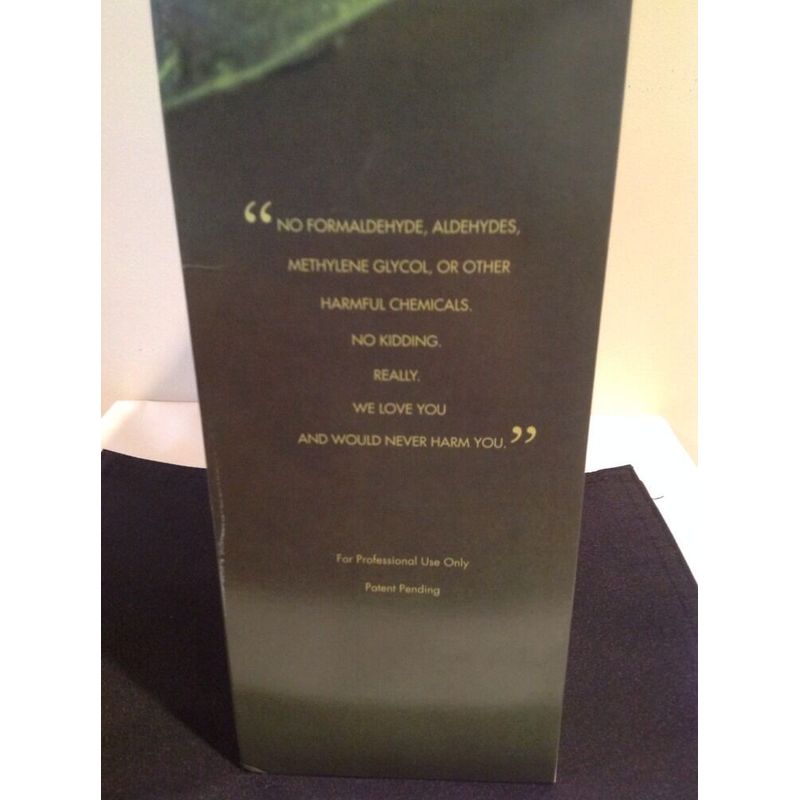 “ NO FORMALDEHYDE, ALDEHYDES,
METHYLENE GLYCOL, OR OTHER
HARMFUL CHEMICALS.
NO KIDDING.
REALLY.
WE LOVE YOU
AND WOULD NEVER HARM YOU. ”
For Professional Use Only
Patent Pending